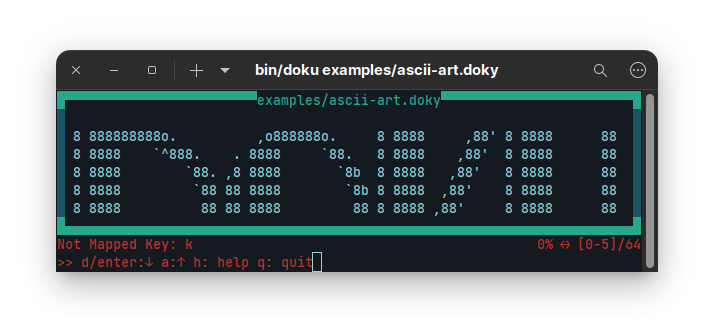 bin/doku examples/ascii-art.doky
examples/ascii-art.doky
8 888888888o.          ,o888888o.     8 8888     ,88' 8 8888      88
8 8888    `^888.    . 8888     `88.   8 8888    ,88'  8 8888      88
8 8888        `88. ,8 8888       `8b  8 8888   ,88'   8 8888      88
8 8888         `88 88 8888        `8b 8 8888  ,88'    8 8888      88
8 8888          88 88 8888         88 8 8888 ,88'     8 8888      88
Not Mapped Key: k 0% ↔ [0-5]/64
>> d/enter:↓ a:↑ h: help q: quit